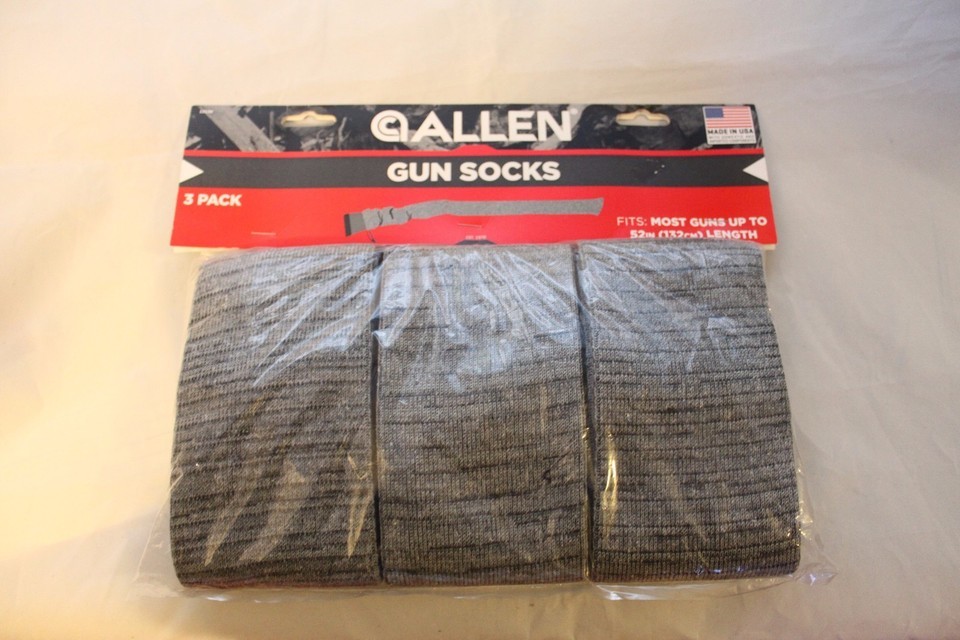 ALLEN
MADE IN USA
GUN SOCKS
3 PACK
FITS: MOST GUNS UP TO
52IN (132CM) LENGTH